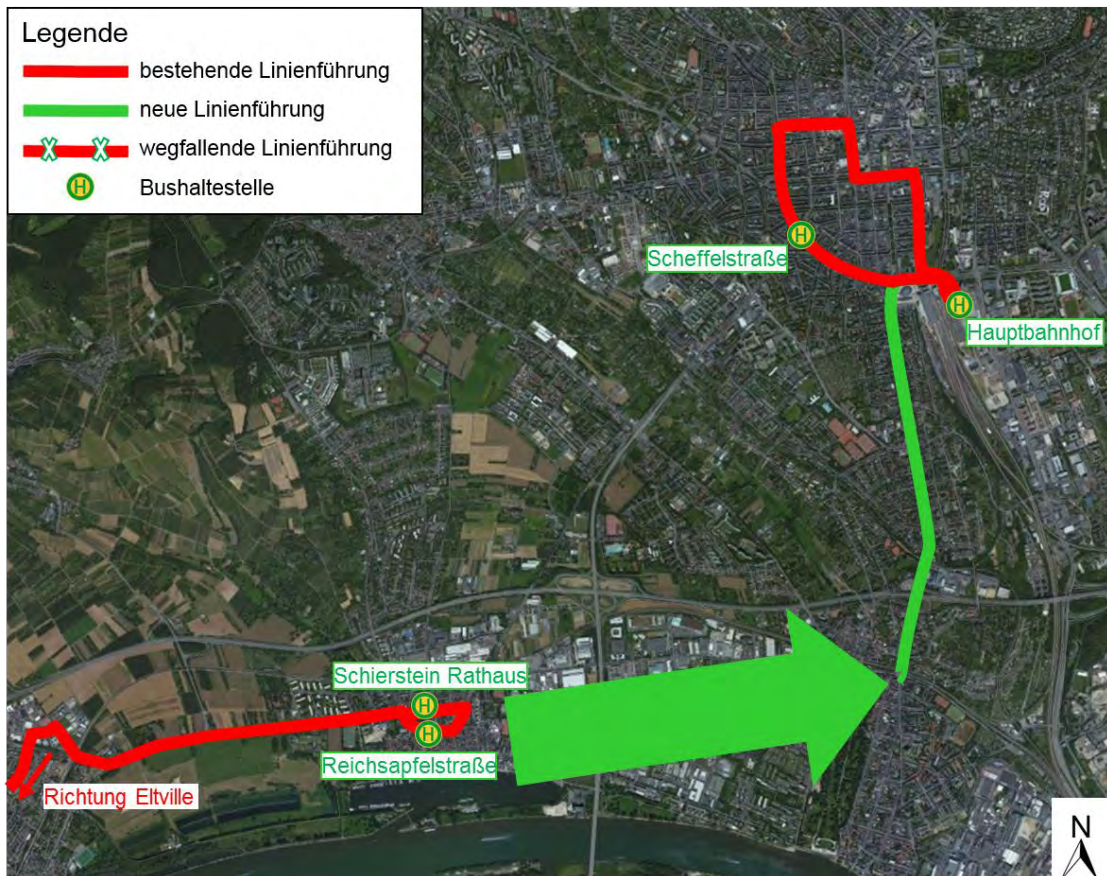 Legende
bestehende Linienführung
neue Linienführung
wegfallende Linienführung
H Bushaltestelle
H
Scheffelstraße
H
Hauptbahnhof
Schierstein Rathaus
H
H
Reichsapfelstraße
Richtung Eltville
N